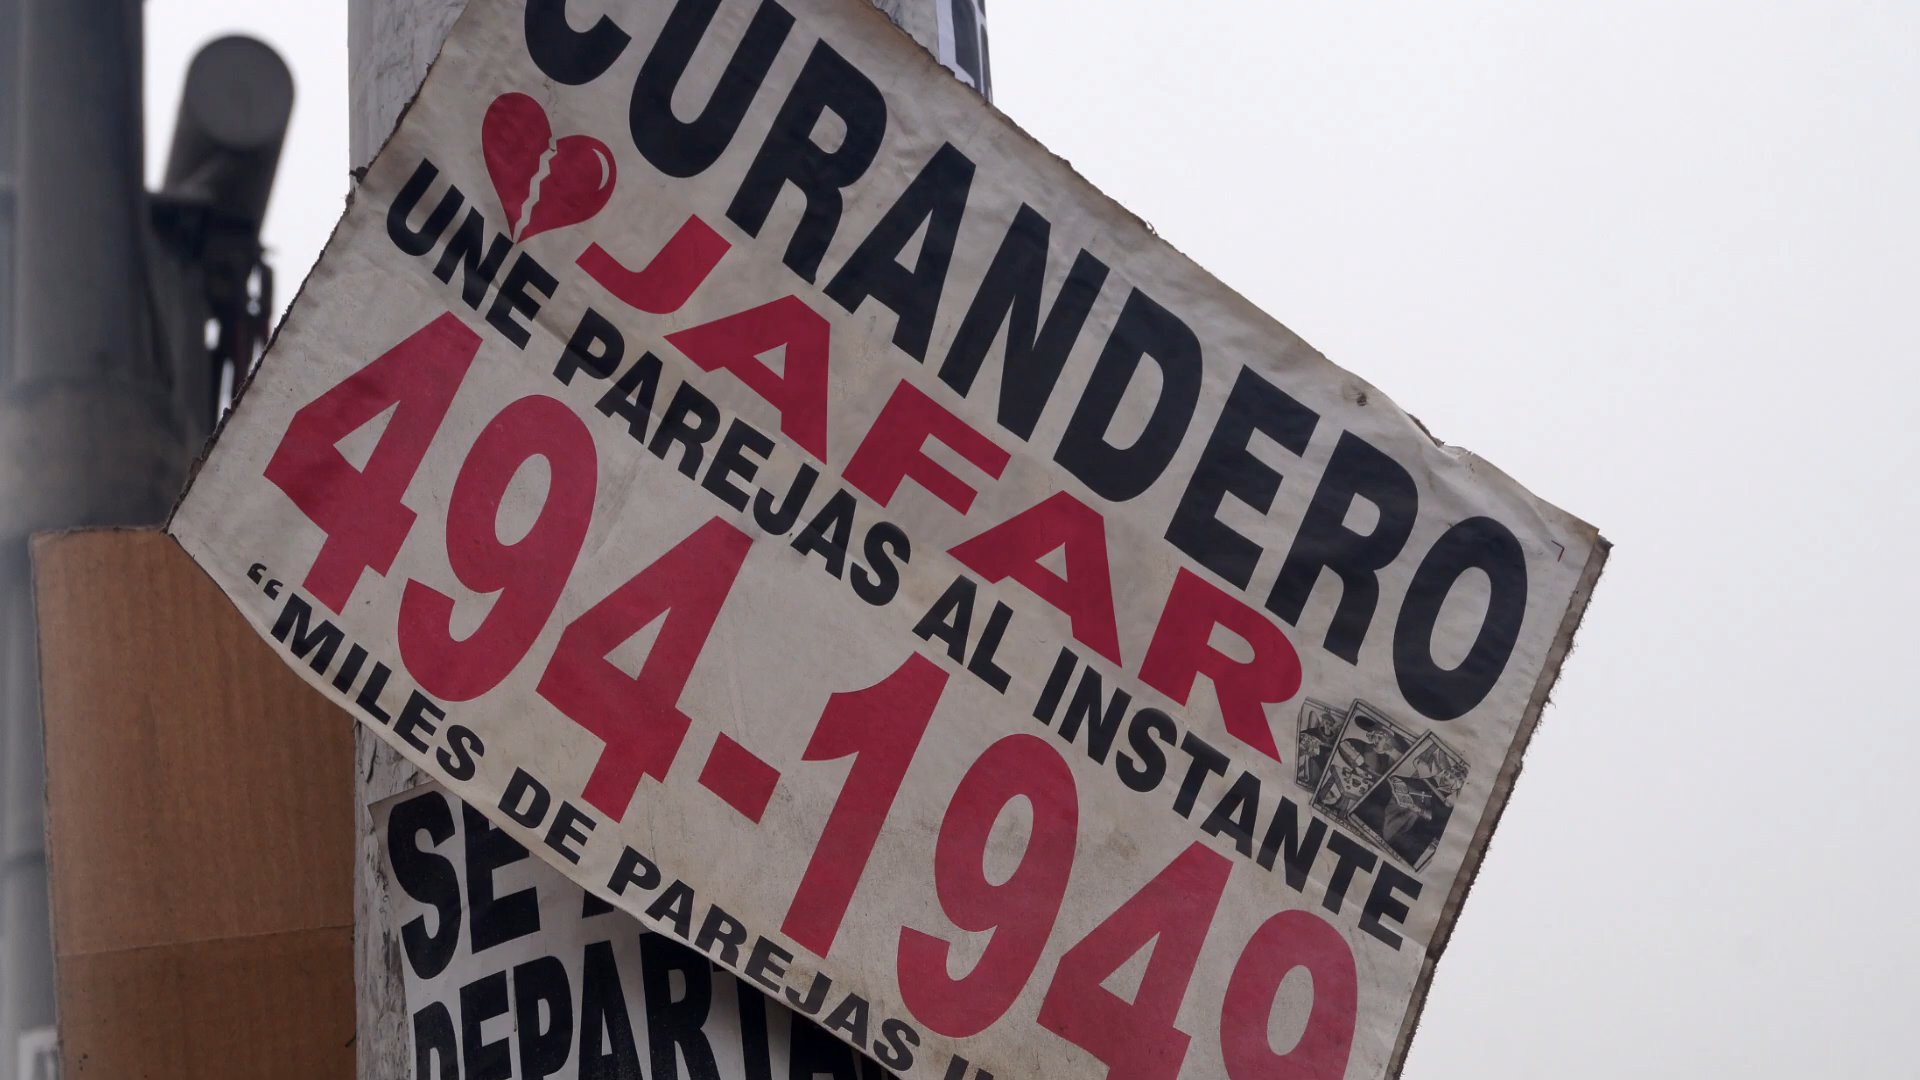 CURANDERO
JAFAR
UNE PAREJAS AL INSTANTE
494-1949
“MILES DE PAREJAS
SE
DEPARTA